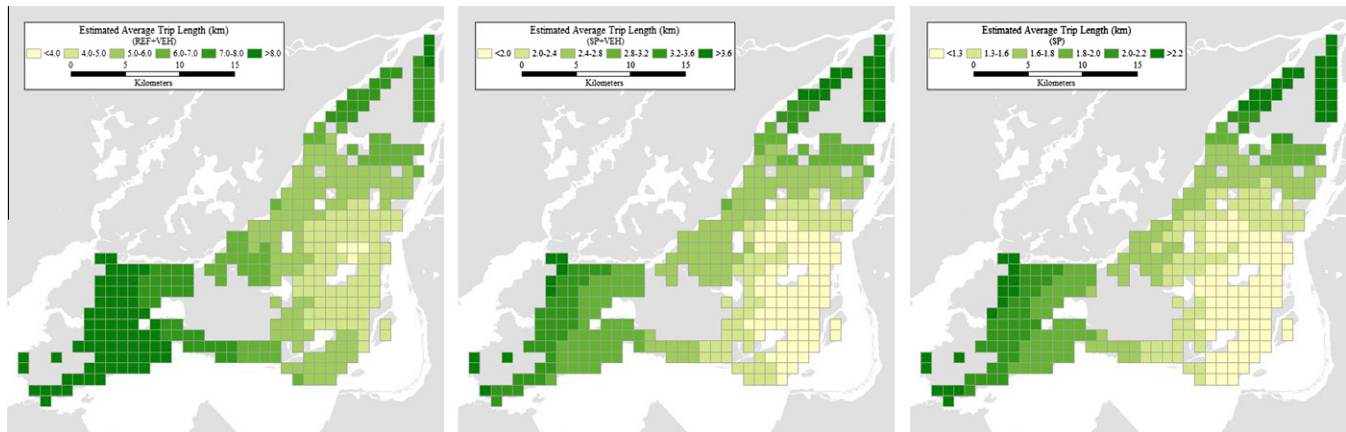 Estimated Average Trip Length (km)
(REF+VEH)
<4.0 4.0-5.0 5.0-6.0 6.0-7.0 7.0-8.0 >8.0
0 5 10 15
Kilometers
Estimated Average Trip Length (km)
(SP+VEH)
<2.0 2.0-2.4 2.4-2.8 2.8-3.2 3.2-3.6 >3.6
0 5 10 15
Kilometers
Estimated Average Trip Length (km)
(SP)
<1.3 1.3-1.6 1.6-1.8 1.8-2.0 2.0-2.2 >2.2
0 5 10 15
Kilometers